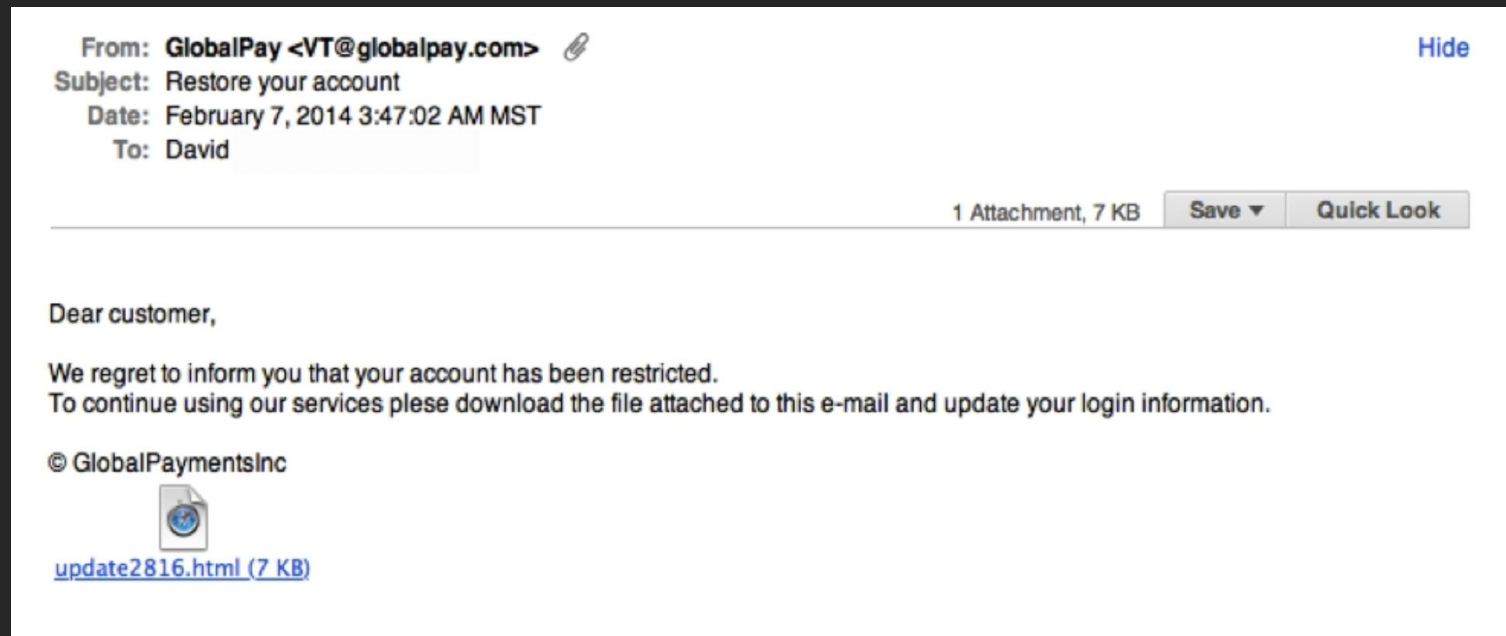 From: GlobalPay <VT@globalpay.com> Hide
Subject: Restore your account
Date: February 7, 2014 3:47:02 AM MST
To: David
1 Attachment, 7 KB Save ▼ Quick Look
Dear customer,
We regret to inform you that your account has been restricted.
To continue using our services plese download the file attached to this e-mail and update your login information.
© GlobalPaymentsInc
update2816.html (7 KB)